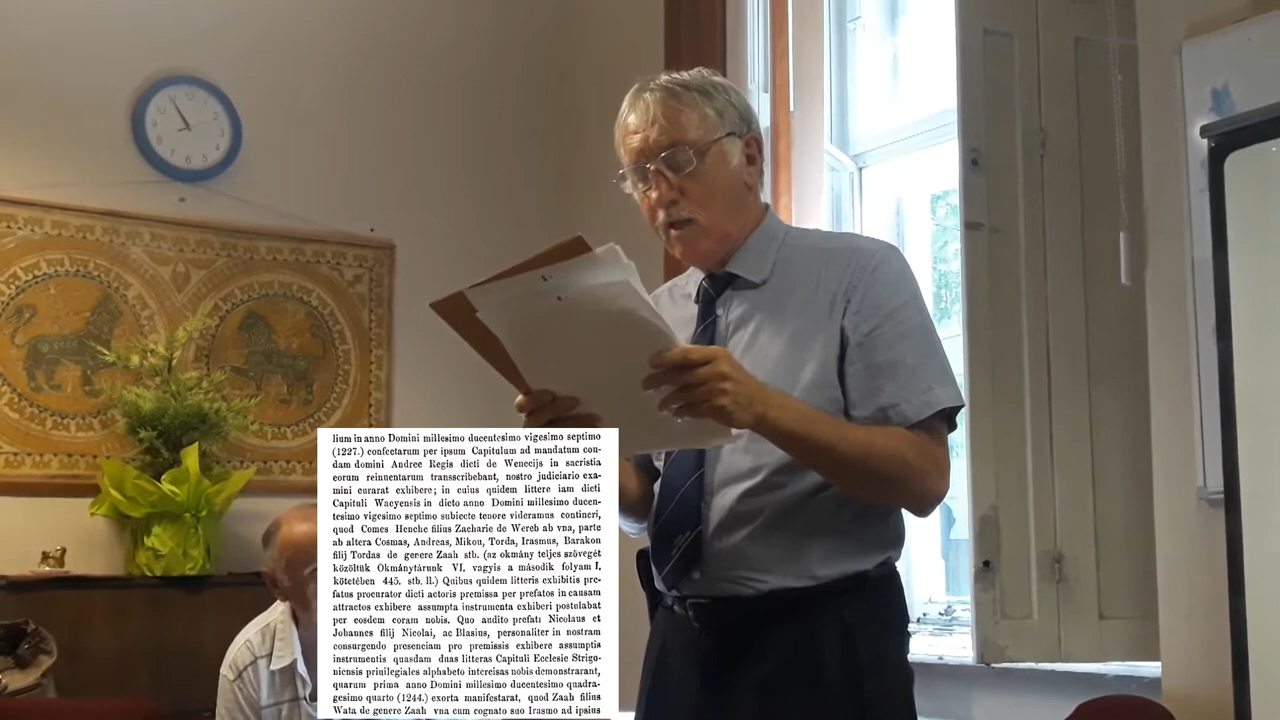 lium in anno Domini millesimo ducentesimo vigesimo septimo
(1227.) confectarum per ipsum Capitulum ad mandatum con-
dam domini Andree Regis dicti de Wenecijs in sacristia
eorum reinuentarum transscribebant, nostro judiciario exa-
mini curarat exhibere; in cuius quidem littere iam dicti
Capituli Wacyensis in dicto anno Domini millesimo ducen-
tesimo vigesimo septimo subiecte tenore videramus contineri,
quod Comes Henche filius Zacharie de Wereb ab vna, parte
ab altera Cosmas, Andreas, Mikou, Torda, Irasmus, Barakon
filij Tordas de genere Zaah stb. (az okmány teljes szövegét
közöltük Okmánytárunk VI. vagyis a második folyam I.
kötetében 445. stb. ll.) Quibus quidem litteris exhibitis pre-
fatus procurator dicti actoris premissa per prefatos in causam
attractos exhibere assumpta instrumenta exhiberi postulabat
per eosdem coram nobis. Quo audito prefati Nicolaus et
Johannes filij Nicolai, ac Blasius, personaliter in nostram
consurgendo presenciam pro premissis exhibere assumptis
instrumentis quasdam duas litteras Capituli Ecclesie Strigo-
niensis priuilegiales alphabeto intercisas nobis demonstrarant,
quarum prima anno Domini millesimo ducentesimo quadra-
gesimo quarto (1244.) exorta manifestarat, quod Zaah filius
Wata de genere Zaah vna cum cognato suo Irasmo ad ipsius